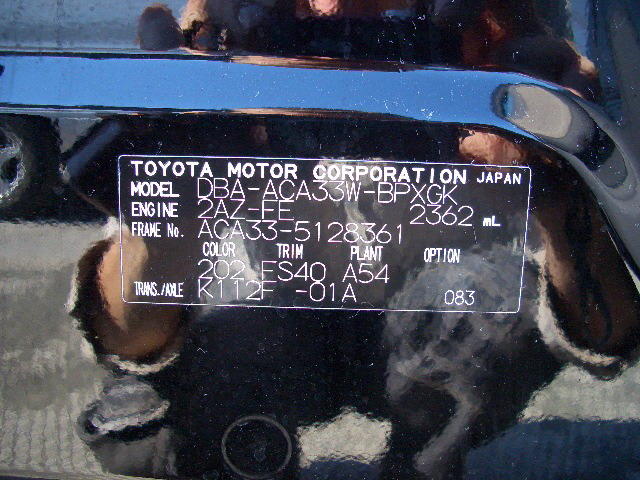 TOYOTA MOTOR CORPORATION JAPAN
MODEL DBA-ACA33W-BPXGK
ENGINE 2AZ-FE 2362 mL
FRAME No. ACA33-5128361
COLOR TRIM PLANT OPTION
202 FS40 A54
TRANS./AXLE K112F -01A 083